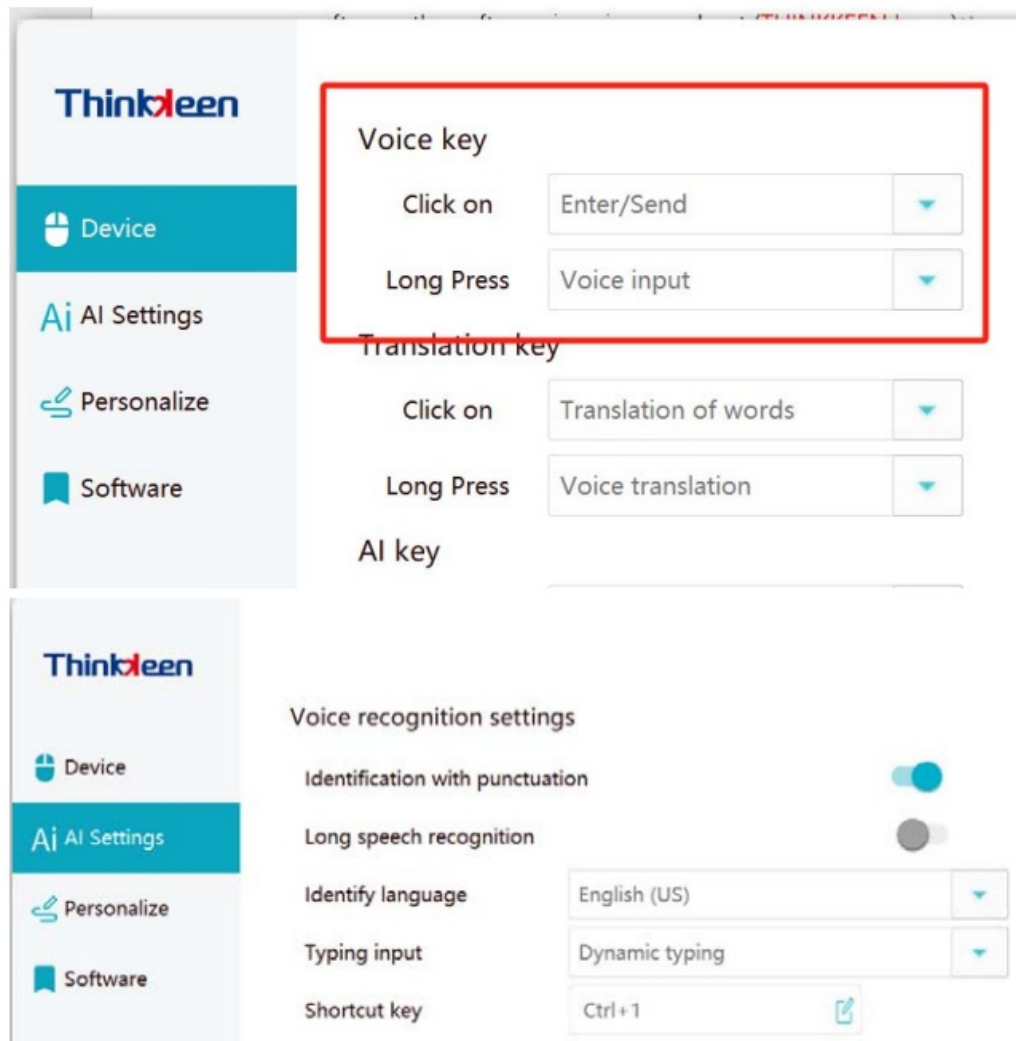 Thinkkeen
Voice key
Click on Enter/Send
Device
Long Press Voice input
Ai AI Settings
Translation key
Personalize
Click on Translation of words
Software
Long Press Voice translation
AI key
Thinkkeen
Voice recognition settings
Device
Identification with punctuation
Ai AI Settings
Long speech recognition
Identify language English (US)
Personalize
Typing input Dynamic typing
Software
Shortcut key Ctrl+1